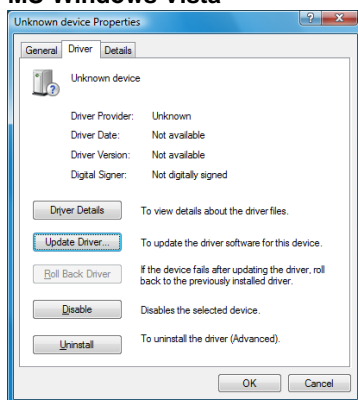 MS Windows Vista
Unknown device Properties
General Driver Details
Unknown device
Driver Provider: Unknown
Driver Date: Not available
Driver Version: Not available
Digital Signer: Not digitally signed
Driver Details To view details about the driver files.
Update Driver... To update the driver software for this device.
Roll Back Driver If the device fails after updating the driver, roll
back to the previously installed driver.
Disable Disables the selected device.
Uninstall To uninstall the driver (Advanced).
OK Cancel